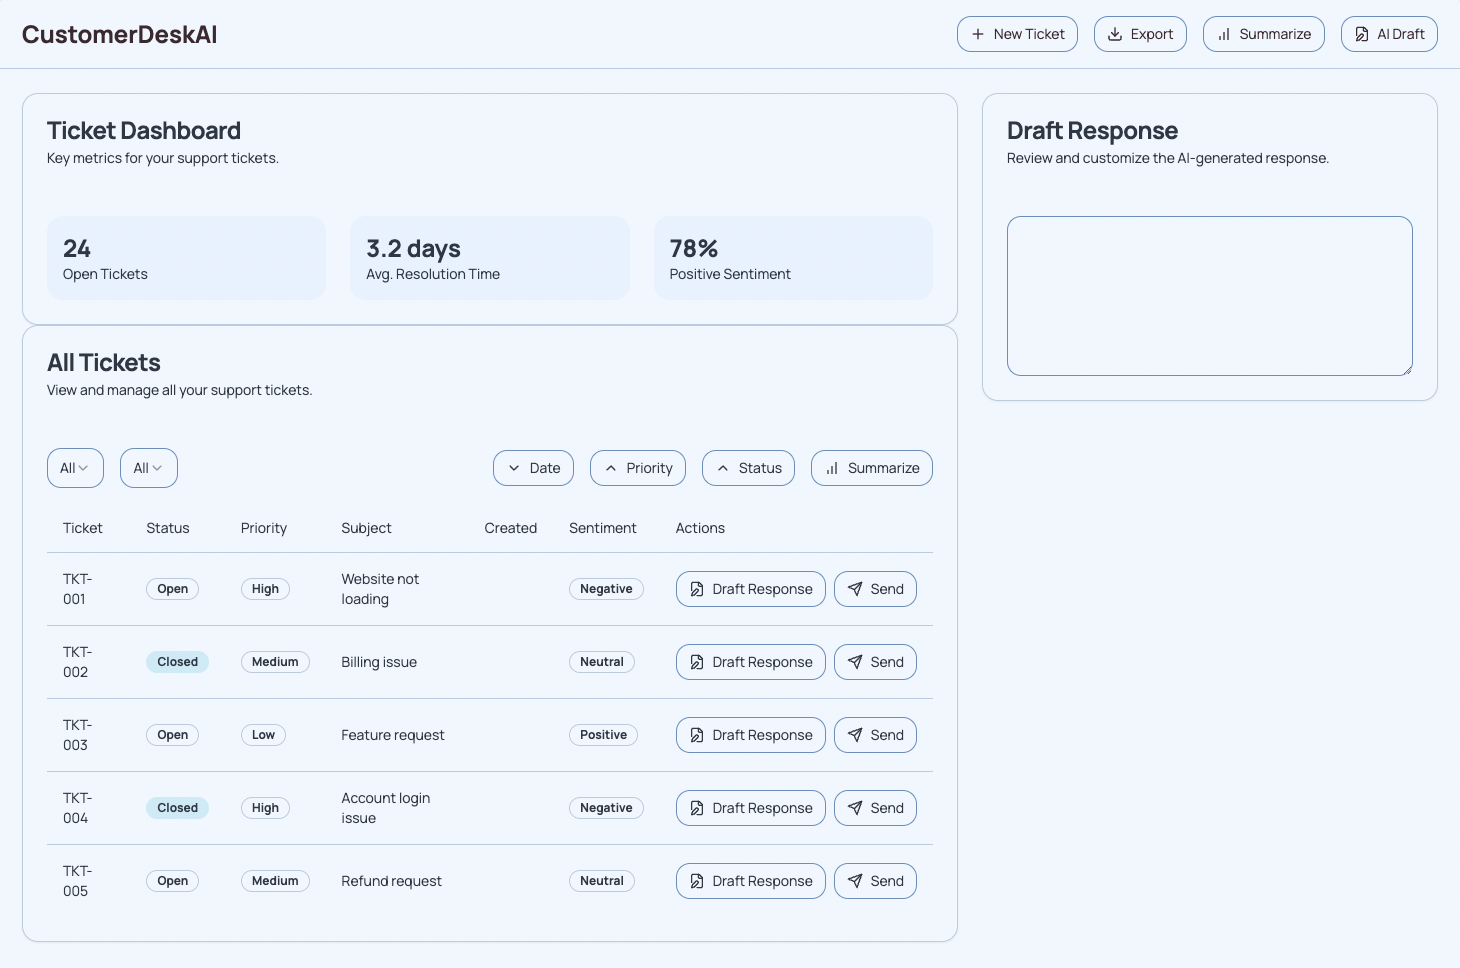 CustomerDeskAI
New Ticket
Export
Summarize
AI Draft
Ticket Dashboard
Key metrics for your support tickets.
24
Open Tickets
3.2 days
Avg. Resolution Time
78%
Positive Sentiment
All Tickets
View and manage all your support tickets.
All
All
Date
Priority
Status
Summarize
Ticket Status Priority Subject Created Sentiment Actions
TKT-
001
Open
High
Website not
loading
Negative
Draft Response
Send
TKT-
002
Closed
Medium
Billing issue
Neutral
Draft Response
Send
TKT-
003
Open
Low
Feature request
Positive
Draft Response
Send
TKT-
004
Closed
High
Account login
issue
Negative
Draft Response
Send
TKT-
005
Open
Medium
Refund request
Neutral
Draft Response
Send
Draft Response
Review and customize the AI-generated response.